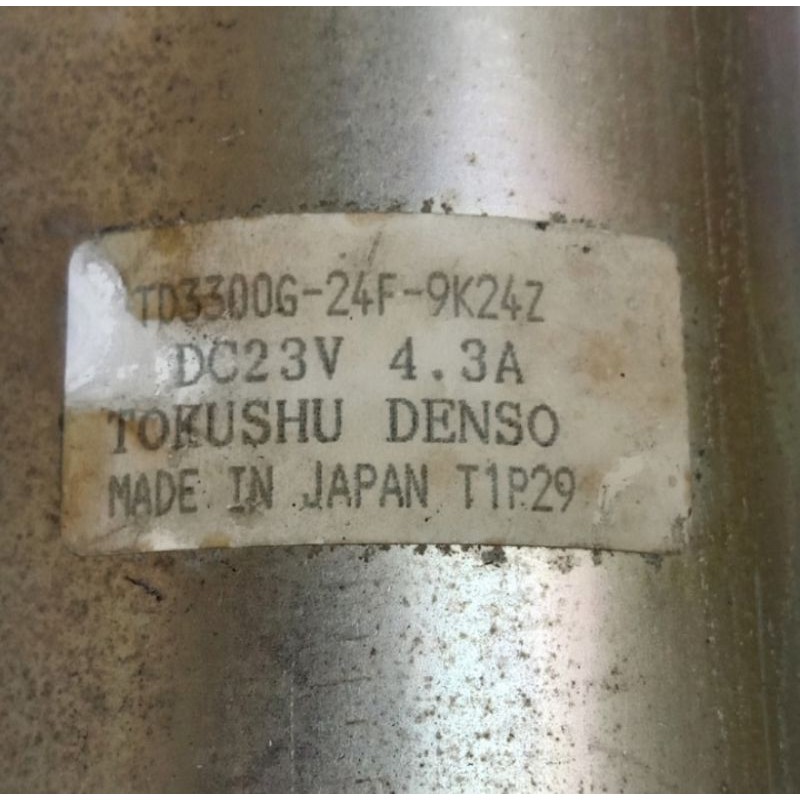 TD3300G-24F-9K24Z
DC23V 4.3A
TOKUSHU DENSO
MADE IN JAPAN T1P29